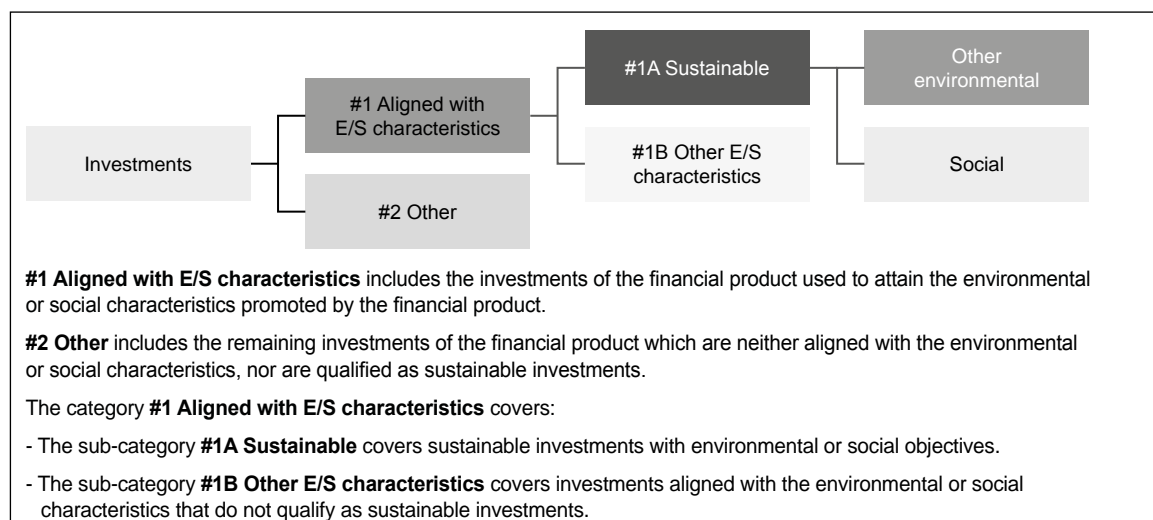 #1A Sustainable
Other
environmental
#1 Aligned with
E/S characteristics
Investments
#1B Other E/S
characteristics
Social
#2 Other
#1 Aligned with E/S characteristics includes the investments of the financial product used to attain the environmental
or social characteristics promoted by the financial product.
#2 Other includes the remaining investments of the financial product which are neither aligned with the environmental
or social characteristics, nor are qualified as sustainable investments.
The category #1 Aligned with E/S characteristics covers:
- The sub-category #1A Sustainable covers sustainable investments with environmental or social objectives.
- The sub-category #1B Other E/S characteristics covers investments aligned with the environmental or social
characteristics that do not qualify as sustainable investments.